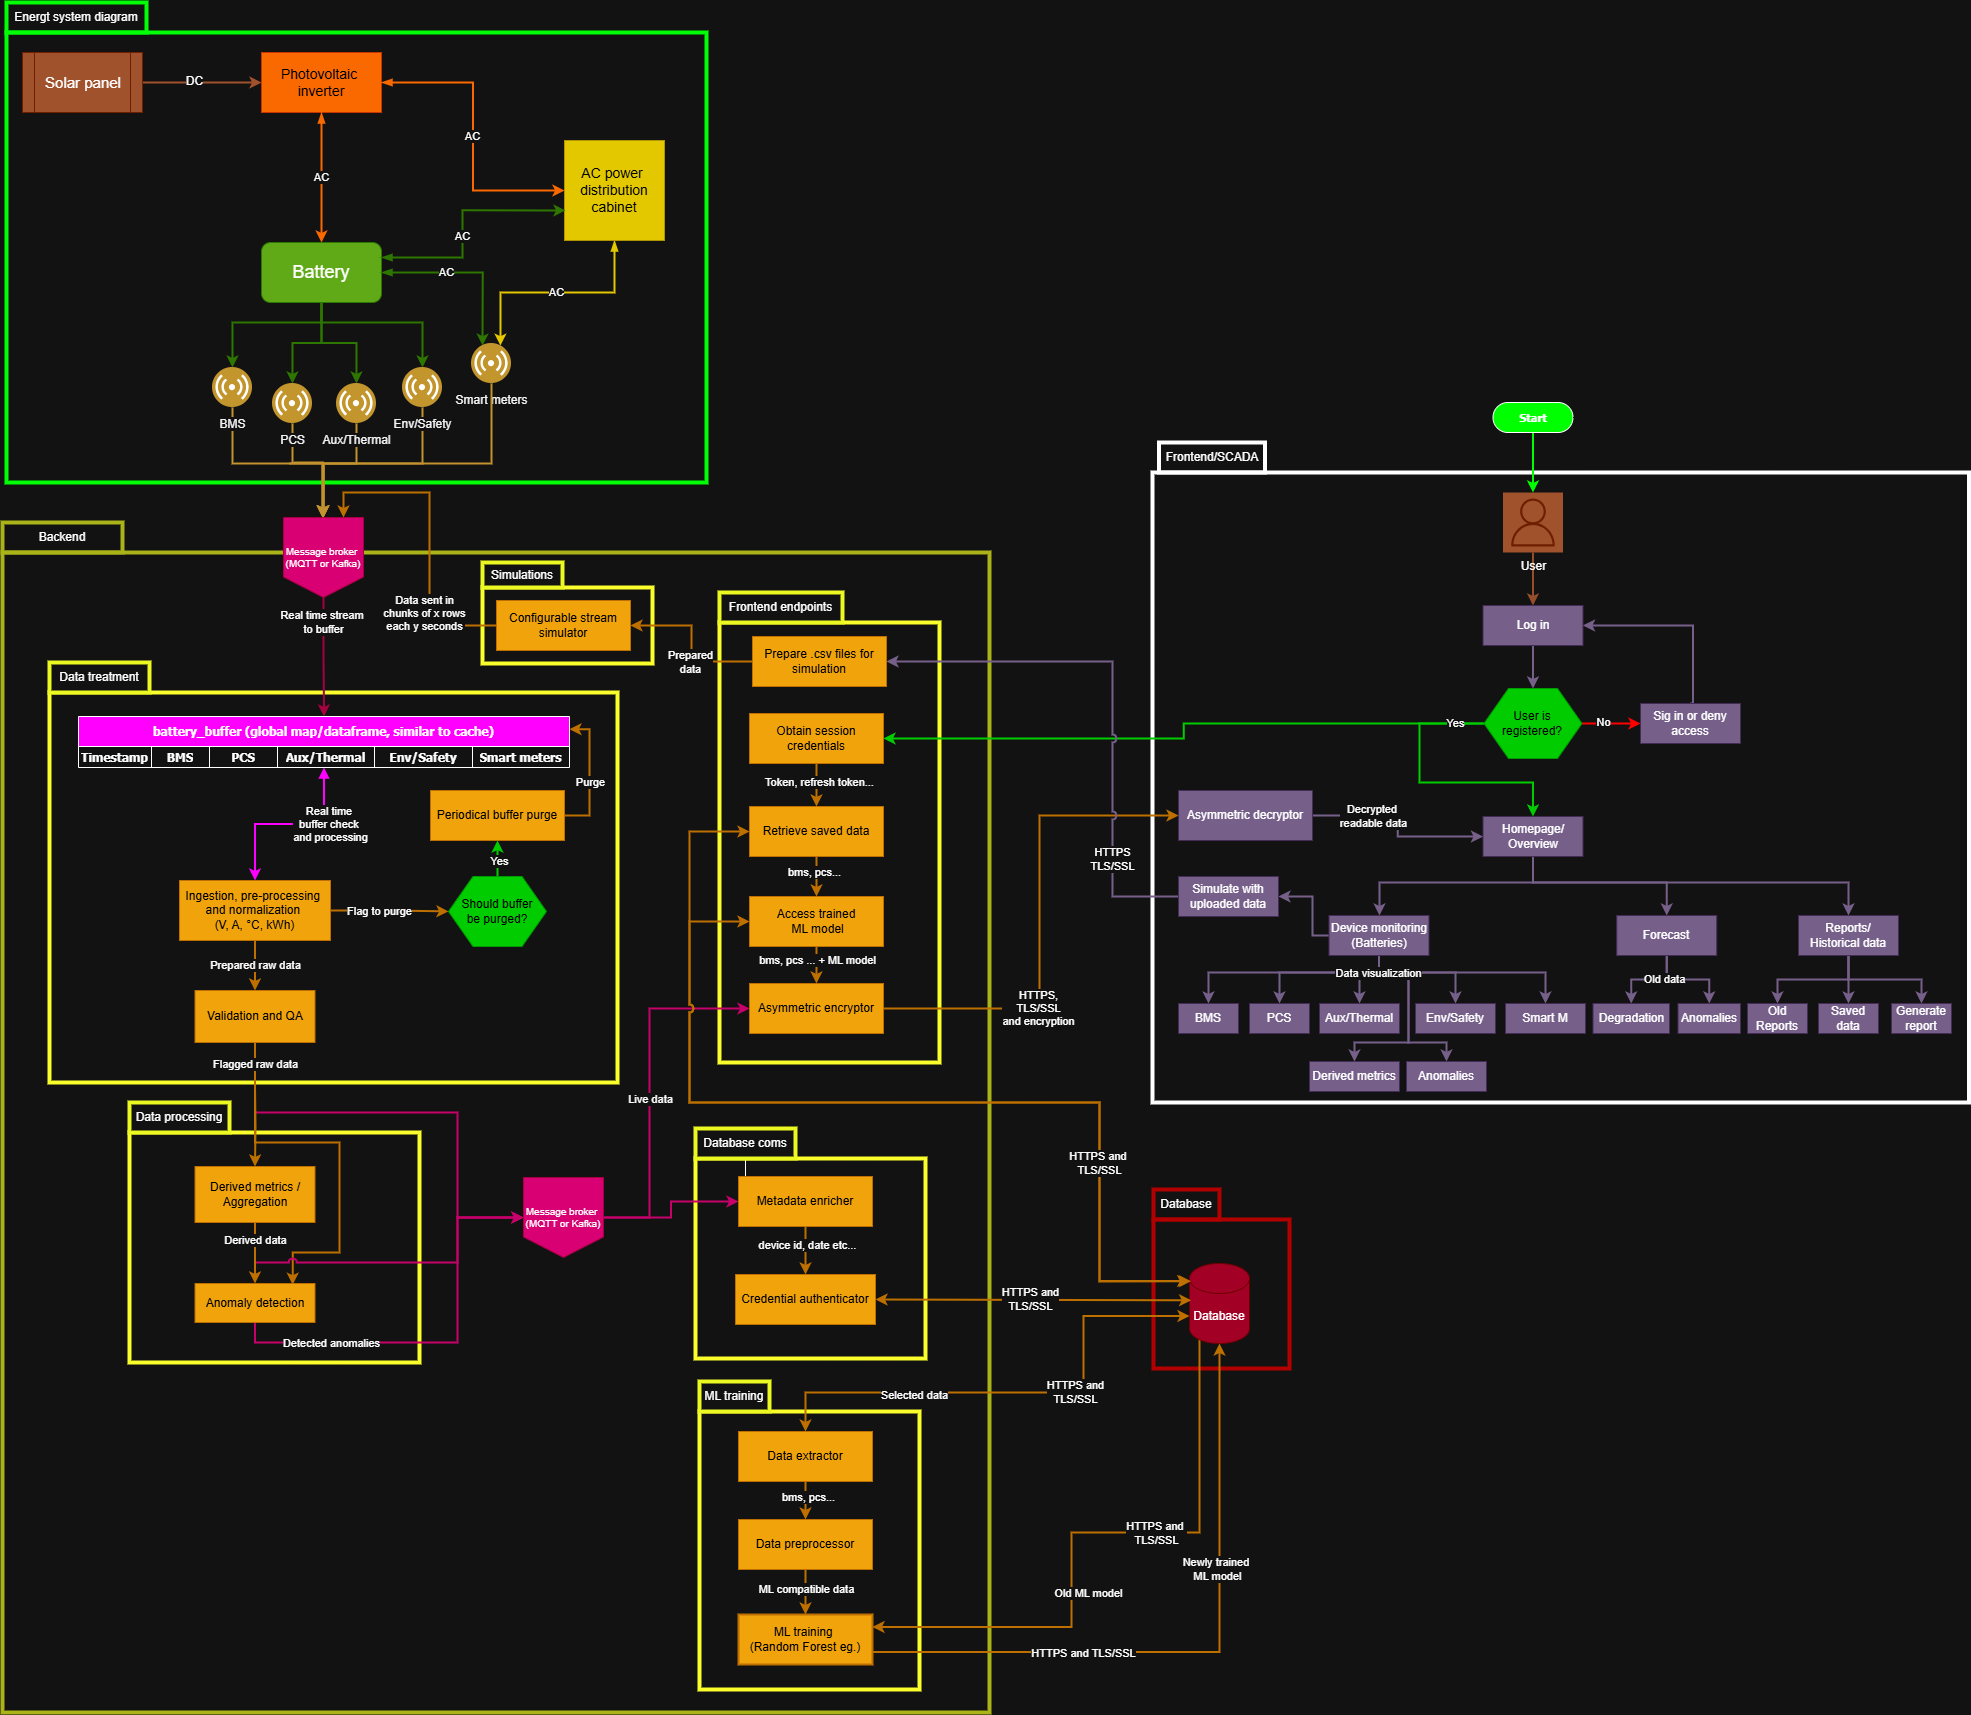 Energt system diagram
Solar panel
DC
Photovoltaic
inverter
AC
AC
AC power
distribution
cabinet
AC
Battery
AC
AC
BMS
PCS
Aux/Thermal
Env/Safety
Smart meters
Start
Frontend/SCADA
User
Log in
User is
registered?
Yes
No
Sig in or deny
access
Asymmetric decryptor
Decrypted
readable data
Homepage/
Overview
HTTPS
TLS/SSL
Simulate with
uploaded data
Device monitoring
(Batteries)
Forecast
Reports/
Historical data
Data visualization
Old data
BMS
PCS
Aux/Thermal
Env/Safety
Smart M
Degradation
Anomalies
Old
Reports
Saved
data
Generate
report
Derived metrics
Anomalies
Backend
Message broker
(MQTT or Kafka)
Real time stream
to buffer
Data sent in
chunks of x rows
each y seconds
Simulations
Configurable stream
simulator
Prepared
data
Frontend endpoints
Prepare .csv files for
simulation
Obtain session
credentials
Token, refresh token...
Retrieve saved data
bms, pcs...
Access trained
ML model
bms, pcs ... + ML model
Asymmetric encryptor
HTTPS,
TLS/SSL
and encryption
Data treatment
battery_buffer (global map/dataframe, similar to cache)
Timestamp
BMS
PCS
Aux/Thermal
Env/Safety
Smart meters
Real time
buffer check
and processing
Periodical buffer purge
Purge
Yes
Ingestion, pre-processing
and normalization
(V, A, °C, kWh)
Flag to purge
Should buffer
be purged?
Prepared raw data
Validation and QA
Flagged raw data
Live data
Data processing
Derived metrics /
Aggregation
Derived data
Anomaly detection
Detected anomalies
Message broker
(MQTT or Kafka)
Database coms
Metadata enricher
device id, date etc...
Credential authenticator
HTTPS and
TLS/SSL
HTTPS and
TLS/SSL
Database
Database
HTTPS and
TLS/SSL
Selected data
ML training
Data extractor
bms, pcs...
Data preprocessor
ML compatible data
ML training
(Random Forest eg.)
HTTPS and
TLS/SSL
Old ML model
Newly trained
ML model
HTTPS and TLS/SSL